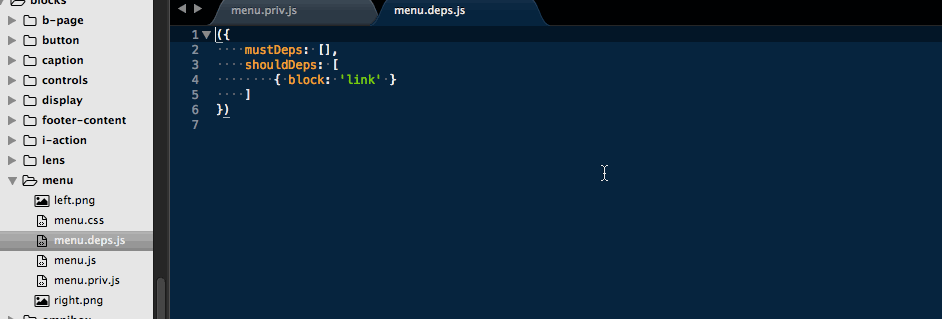 blocks
b-page
button
caption
controls
display
footer-content
i-action
lens
menu
left.png
menu.css
menu.deps.js
menu.js
menu.priv.js
right.png
menu.priv.js
menu.deps.js
1 ({
2 mustDeps: [],
3 shouldDeps: [
4 { block: 'link' }
5 ]
6 })
7